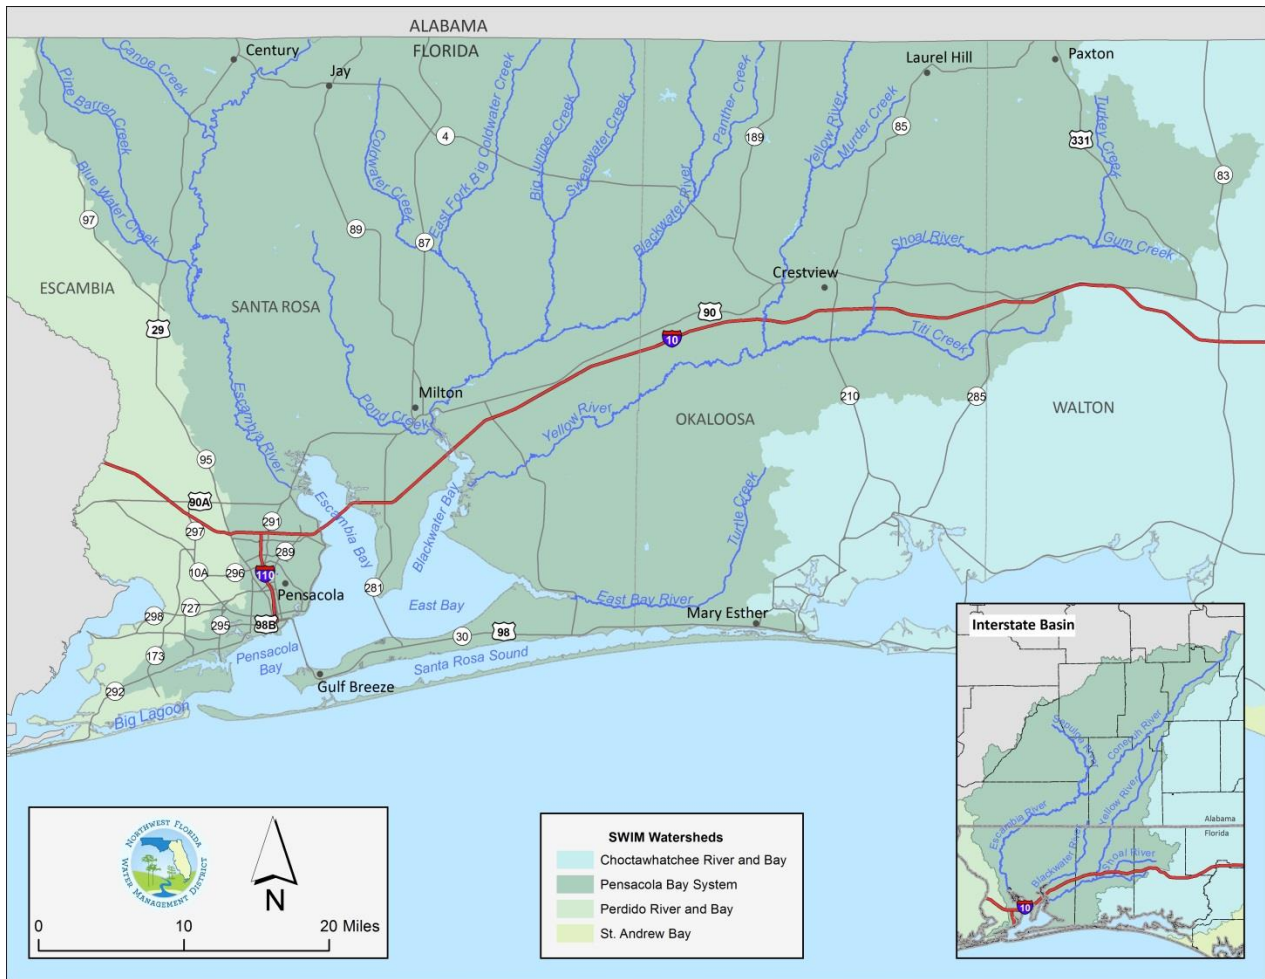 ALABAMA
FLORIDA
Century
Jay
Laurel Hill
Paxton
Canoe Creek
Pine Barren Creek
Blue Water Creek
Coldwater Creek
East Fork Big Coldwater Creek
Big Juniper Creek
Sweetwater Creek
Blackwater River
Panther Creek
Yellow River
Murder Creek
Turkey Creek
4
189
85
331
83
97
89
87
Shoal River
Gum Creek
Crestview
ESCAMBIA
SANTA ROSA
29
90
10
Titi Creek
Escambia River
Milton
Pond Creek
Yellow River
OKALOOSA
210
285
WALTON
95
90A
291
297
289
10A
296
110
Pensacola
281
Escambia Bay
Blackwater Bay
Turtle Creek
East Bay
East Bay River
Mary Esther
298
727
295
98B
173
292
30
98
Pensacola
Bay
Gulf Breeze
Santa Rosa Sound
Big Lagoon
Interstate Basin
Sepulga River
Conecuh River
Escambia River
Yellow River
Blackwater River
Shoal River
Alabama
Florida
10
NORTHWEST FLORIDA
WATER MANAGEMENT DISTRICT
N
0 10 20 Miles
SWIM Watersheds
Choctawhatchee River and Bay
Pensacola Bay System
Perdido River and Bay
St. Andrew Bay